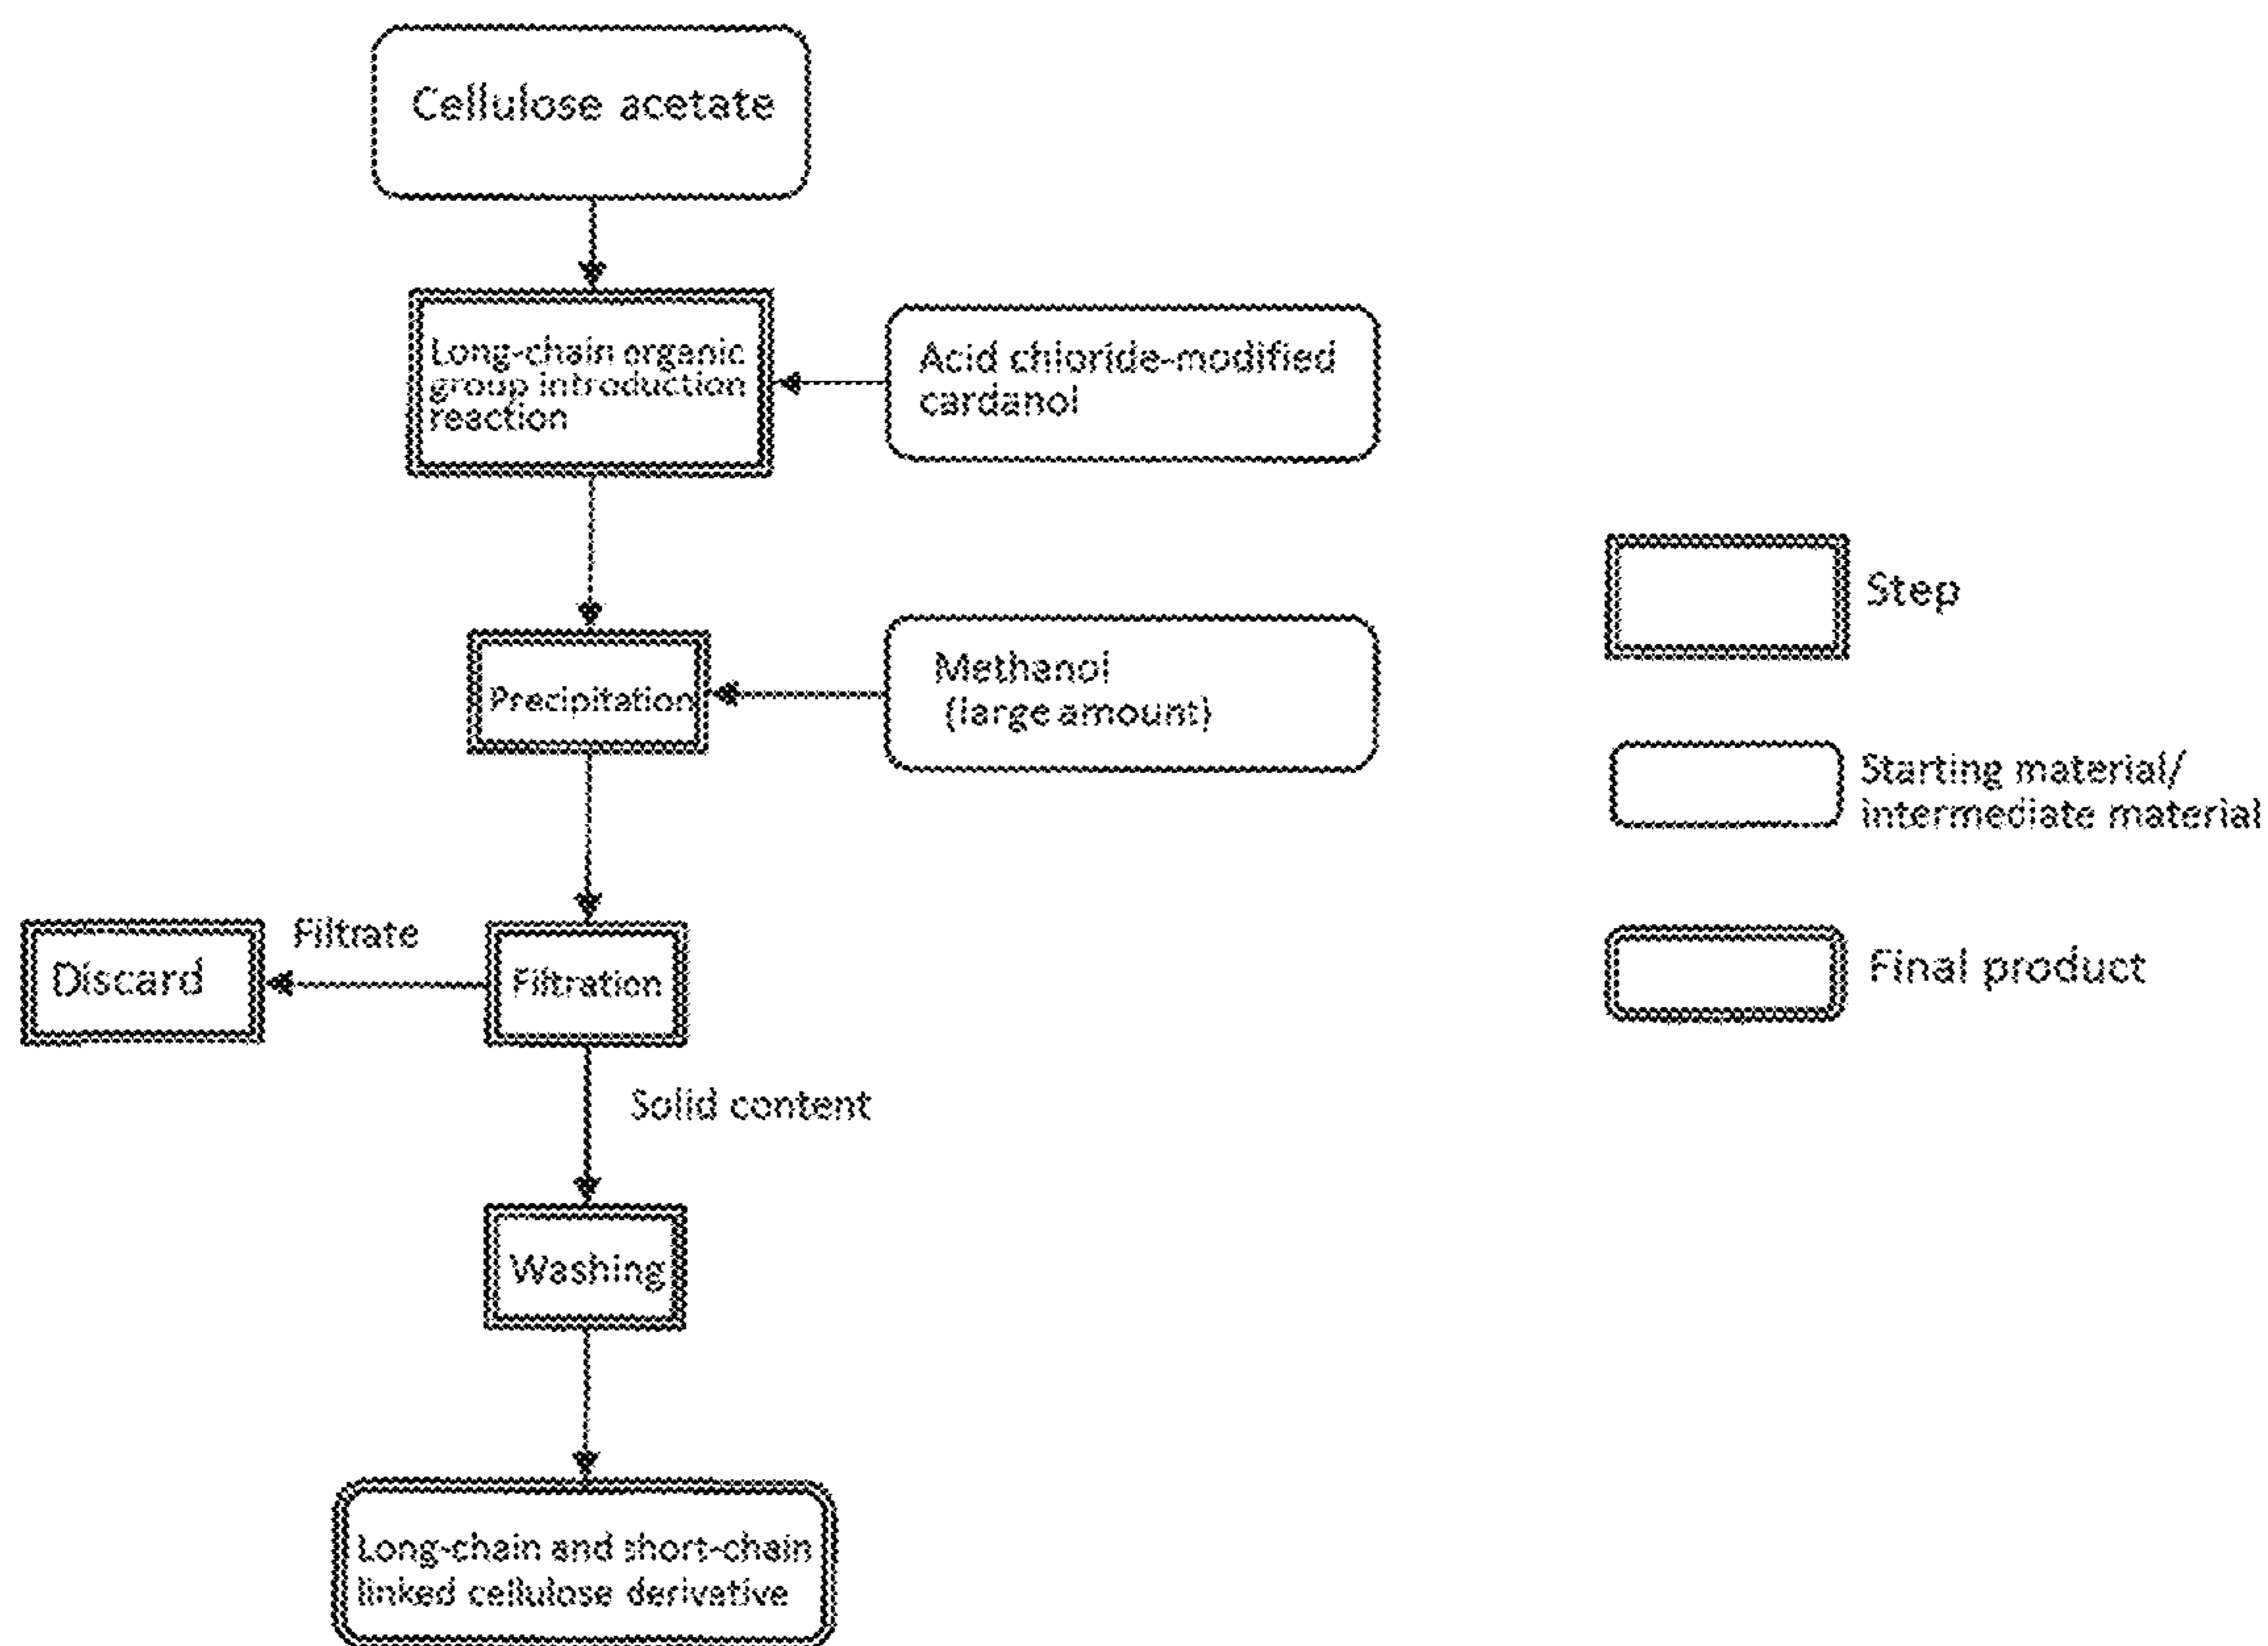 Cellulose acetate
Long-chain organic
group introduction
reaction
Acid chloride-modified
cardanol
Precipitation
Methanol
(large amount)
Discard
Filtrate
Filtration
Solid content
Washing
Long-chain and short-chain
linked cellulose derivative
Step
Starting material/
intermediate material
Final product